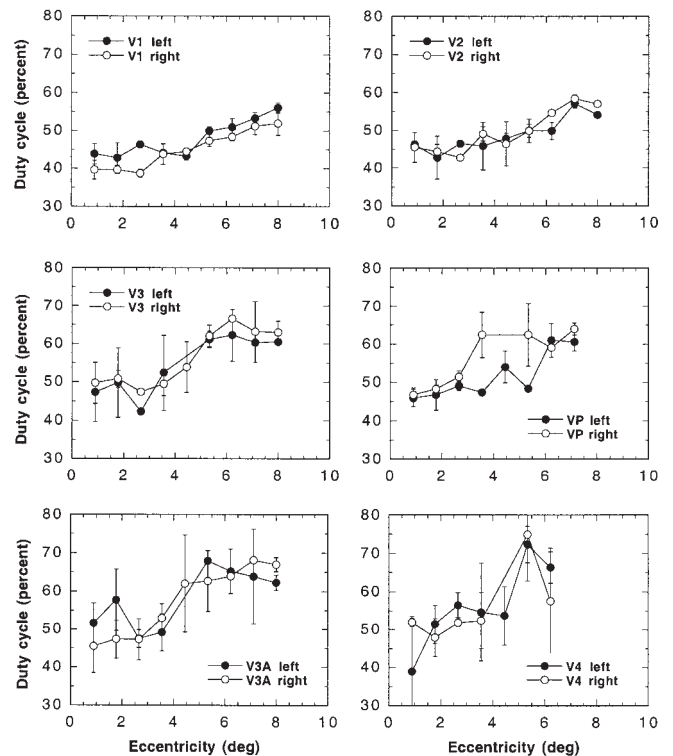 80
70
60
50
40
30
Duty cycle (percent)
V1 left
V1 right
0 2 4 6 8 10
80
70
60
50
40
30
V2 left
V2 right
0 2 4 6 8 10
80
70
60
50
40
30
Duty cycle (percent)
V3 left
V3 right
0 2 4 6 8 10
80
70
60
50
40
30
VP left
VP right
0 2 4 6 8 10
80
70
60
50
40
30
Duty cycle (percent)
V3A left
V3A right
0 2 4 6 8 10
Eccentricity (deg)
80
70
60
50
40
30
V4 left
V4 right
0 2 4 6 8 10
Eccentricity (deg)